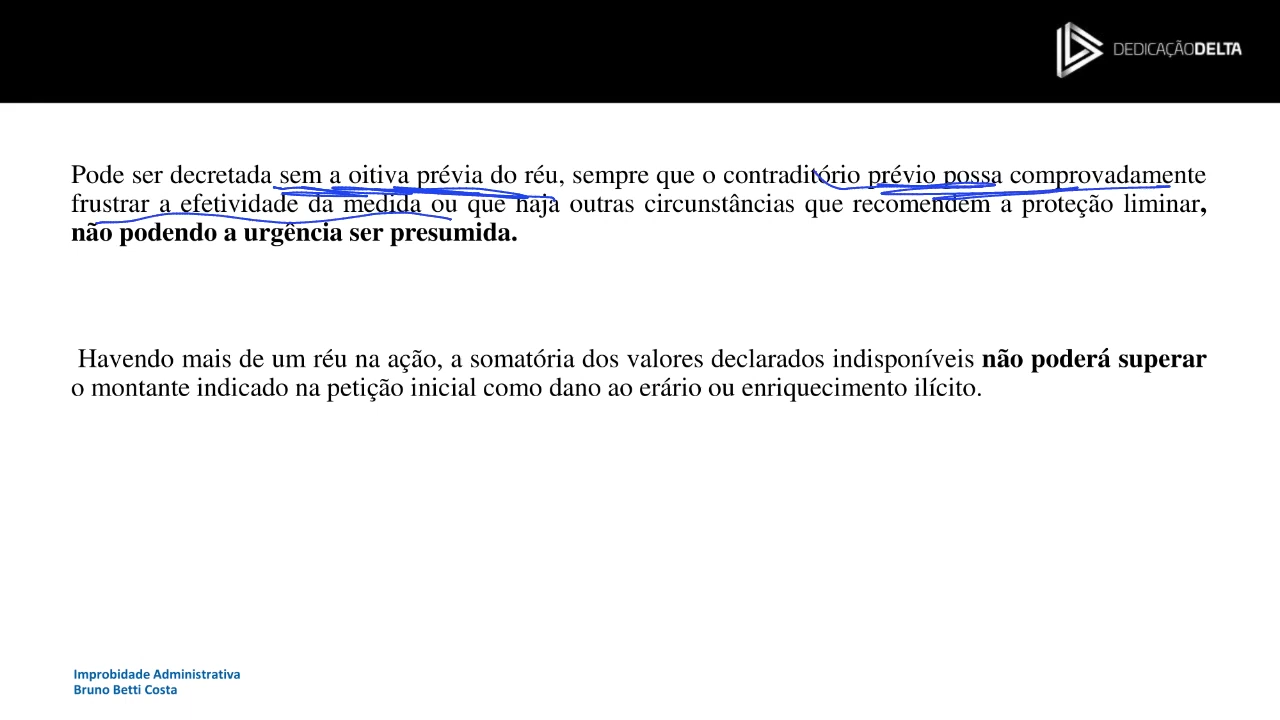 DEDICAÇÃODELTA
Pode ser decretada sem a oitiva prévia do réu, sempre que o contraditório prévio possa comprovadamente
frustrar a efetividade da medida ou que haja outras circunstâncias que recomendem a proteção liminar,
não podendo a urgência ser presumida.
Havendo mais de um réu na ação, a somatória dos valores declarados indisponíveis não poderá superar
o montante indicado na petição inicial como dano ao erário ou enriquecimento ilícito.
Improbidade Administrativa
Bruno Betti Costa